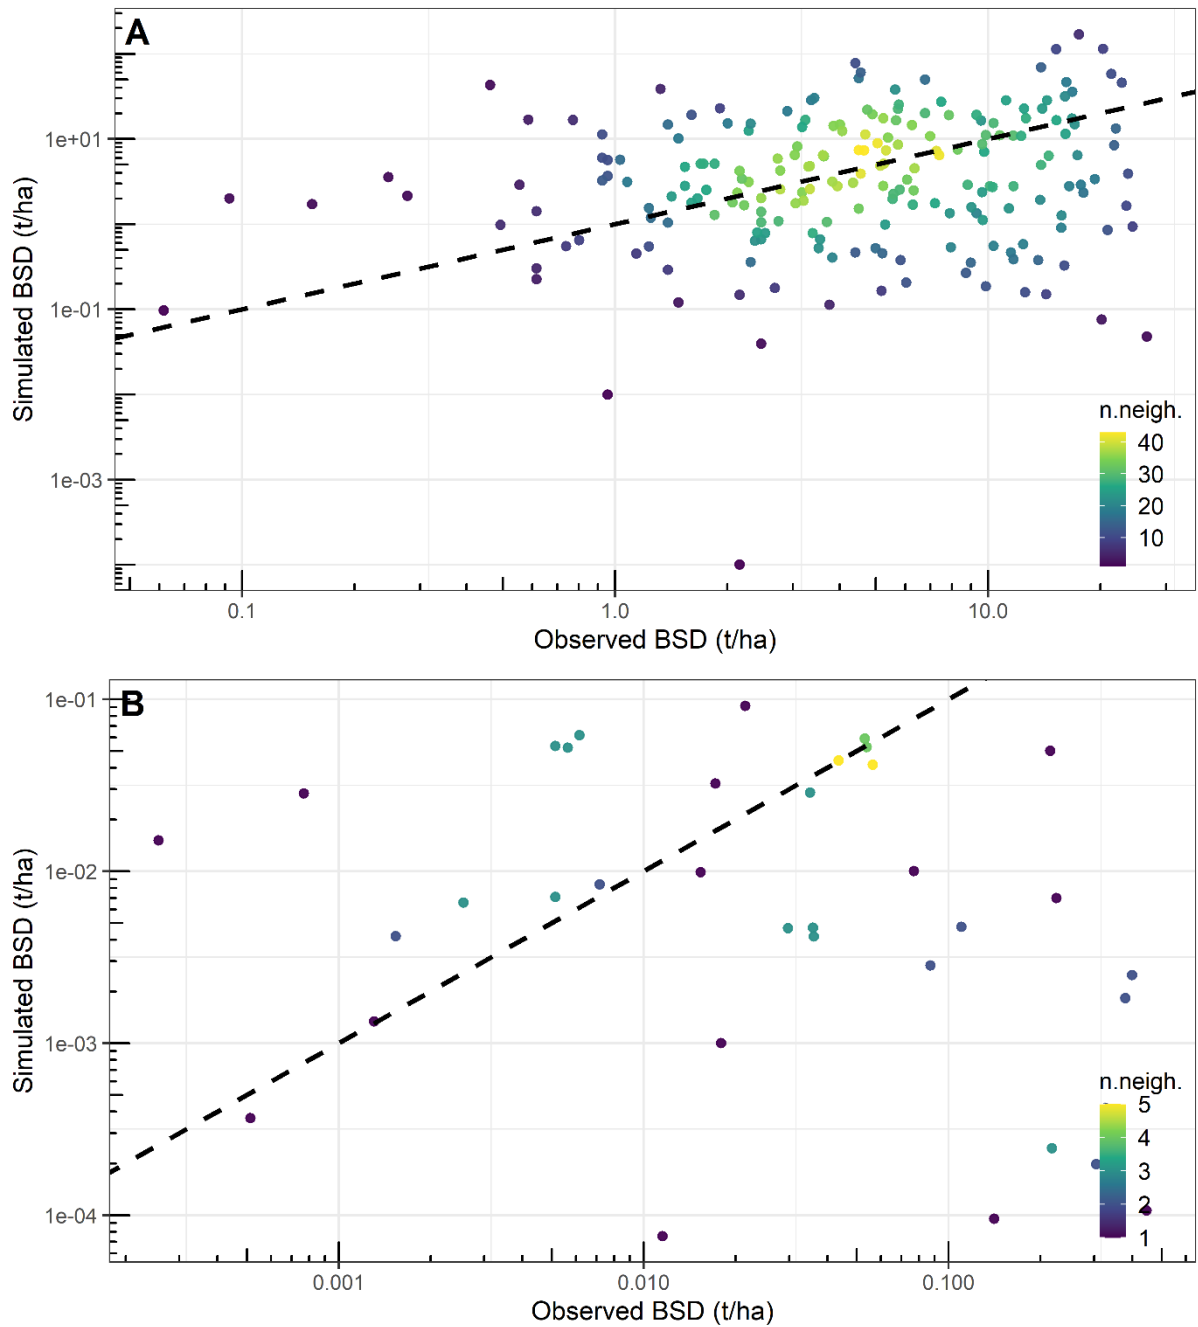 A
Simulated BSD (t/ha)
1e+01
1e-01
1e-03
n.neigh.
40
30
20
10
0.1
1.0
10.0
Observed BSD (t/ha)
B
Simulated BSD (t/ha)
1e-01
1e-02
1e-03
1e-04
n.neigh.
5
4
3
2
1
0.001
0.010
0.100
Observed BSD (t/ha)